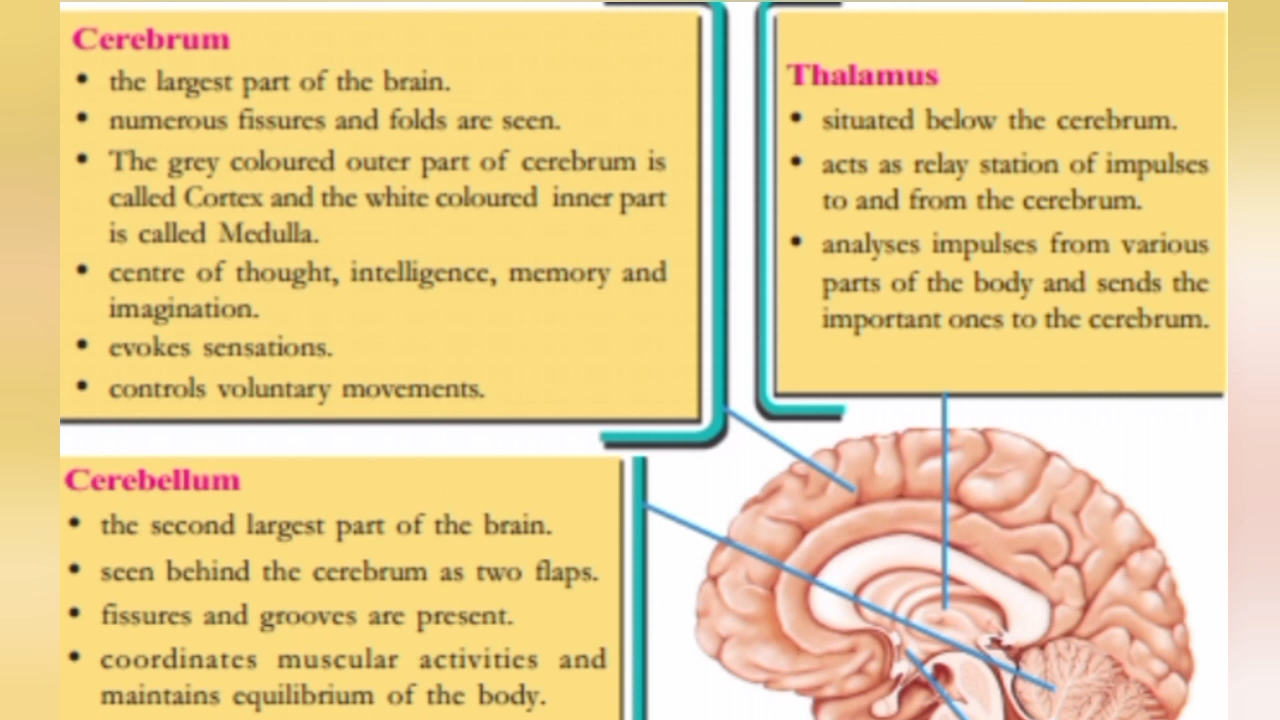 Cerebrum
• the largest part of the brain.
• numerous fissures and folds are seen.
• The grey coloured outer part of cerebrum is
called Cortex and the white coloured inner part
is called Medulla.
• centre of thought, intelligence, memory and
imagination.
• evokes sensations.
• controls voluntary movements.
Thalamus
• situated below the cerebrum.
• acts as relay station of impulses
to and from the cerebrum.
• analyses impulses from various
parts of the body and sends the
important ones to the cerebrum.
Cerebellum
• the second largest part of the brain.
• seen behind the cerebrum as two flaps.
• fissures and grooves are present.
• coordinates muscular activities and
maintains equilibrium of the body.